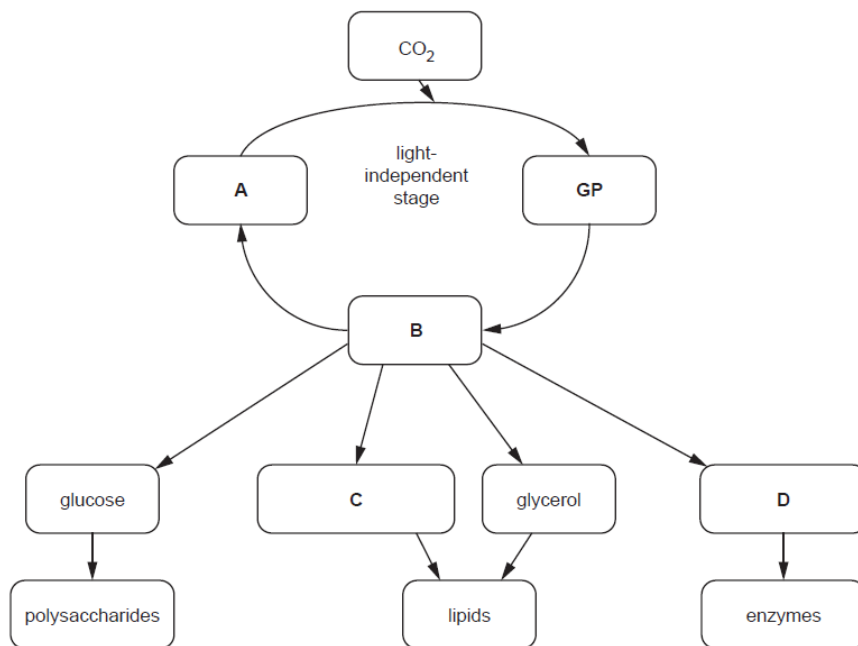 CO2
light-
independent
stage
A
GP
B
glucose
C
glycerol
D
polysaccharides
lipids
enzymes